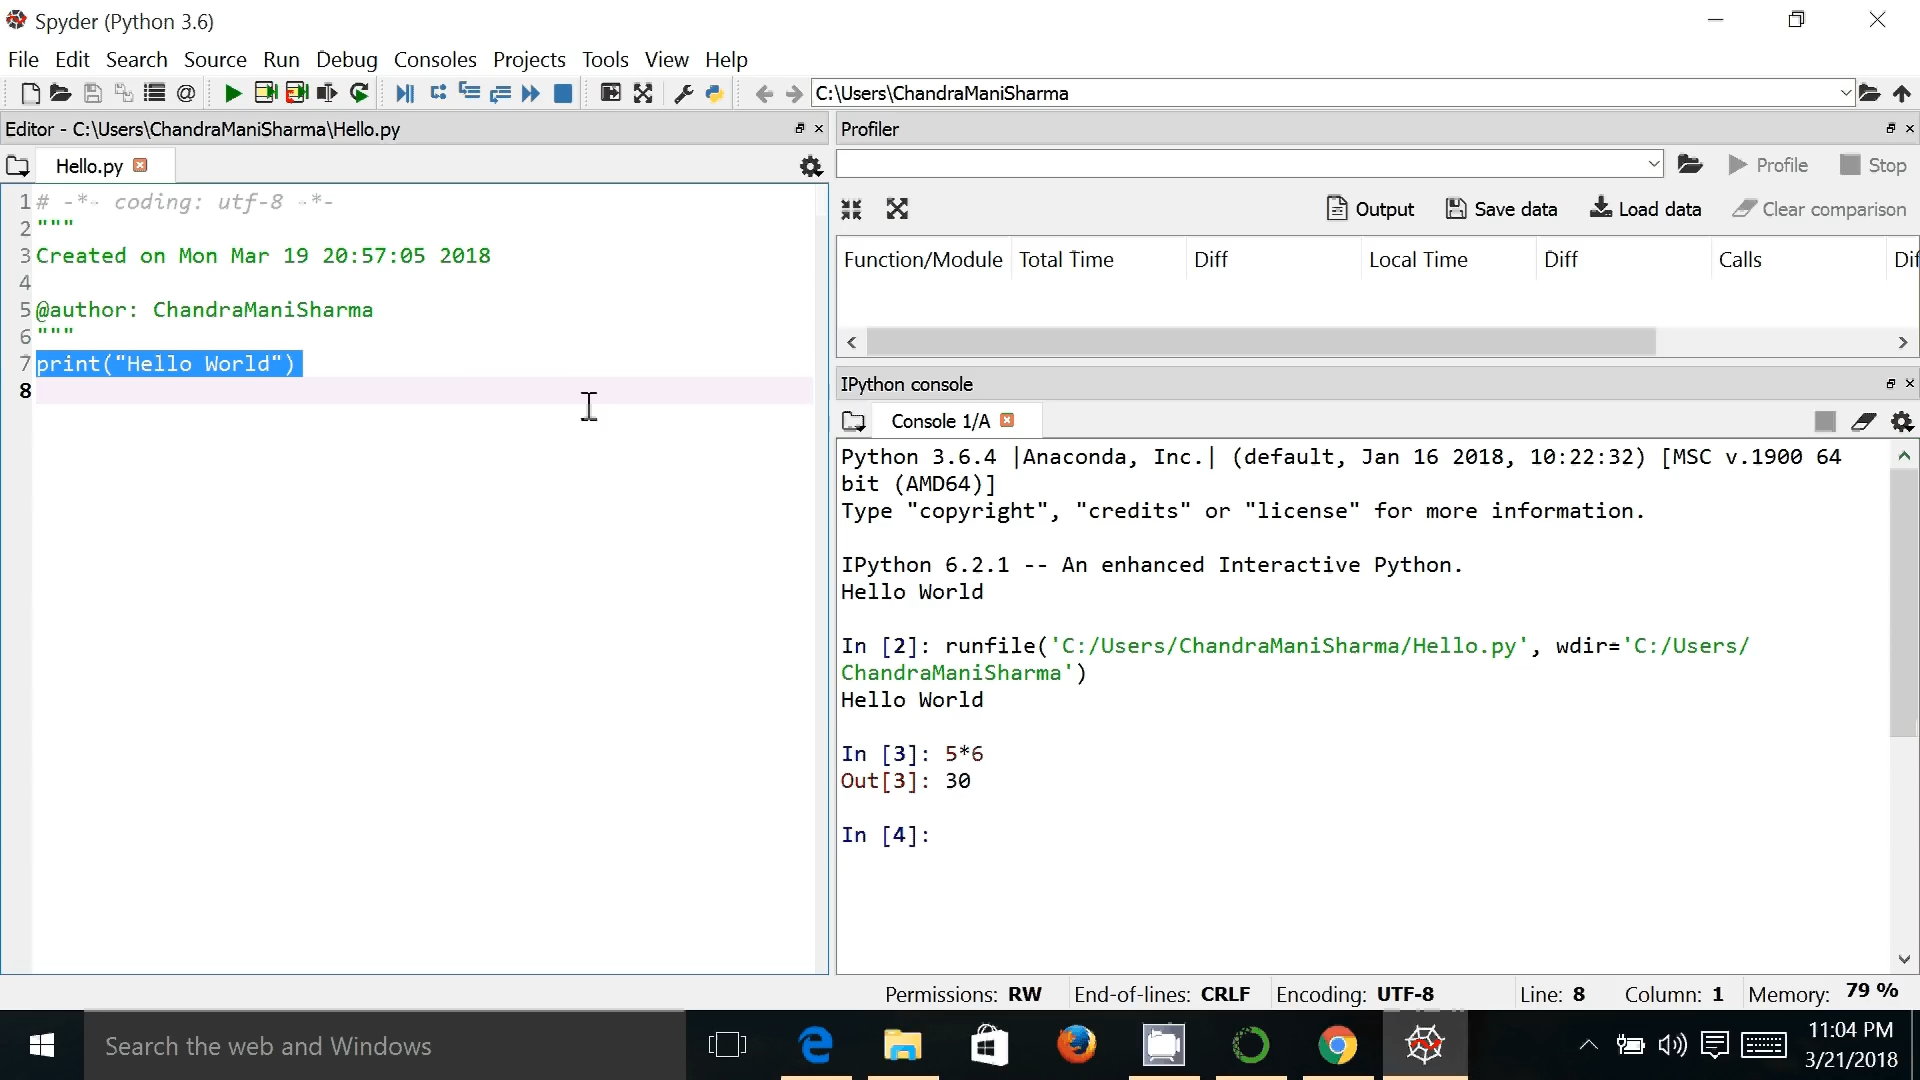 Spyder (Python 3.6)
File Edit Search Source Run Debug Consoles Projects Tools View Help
C:\Users\ChandraManiSharma
Editor - C:\Users\ChandraManiSharma\Hello.py
Hello.py
1 # -*- coding: utf-8 -*-
2 """
3 Created on Mon Mar 19 20:57:05 2018
4
5 @author: ChandraManiSharma
6 """
7 print("Hello World")
8
Profiler
Profile Stop
Output Save data Load data Clear comparison
Function/Module Total Time Diff Local Time Diff Calls Dif
IPython console
Console 1/A
Python 3.6.4 |Anaconda, Inc.| (default, Jan 16 2018, 10:22:32) [MSC v.1900 64
bit (AMD64)]
Type "copyright", "credits" or "license" for more information.
IPython 6.2.1 -- An enhanced Interactive Python.
Hello World
In [2]: runfile('C:/Users/ChandraManiSharma/Hello.py', wdir='C:/Users/
ChandraManiSharma')
Hello World
In [3]: 5*6
Out[3]: 30
In [4]:
Permissions: RW End-of-lines: CRLF Encoding: UTF-8 Line: 8 Column: 1 Memory: 79 %
Search the web and Windows
11:04 PM
3/21/2018